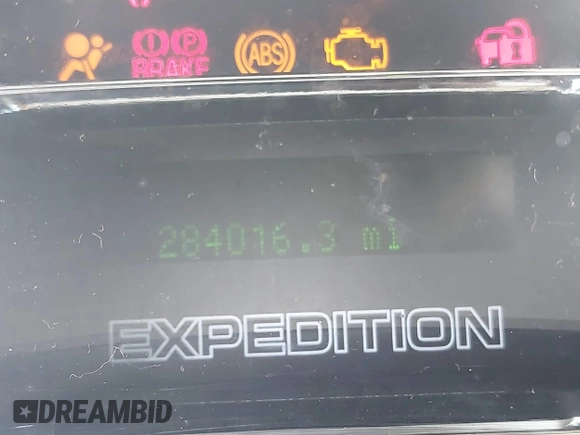 BRAKE
ABS
284016.3 mi
EXPEDITION
DREAMBID